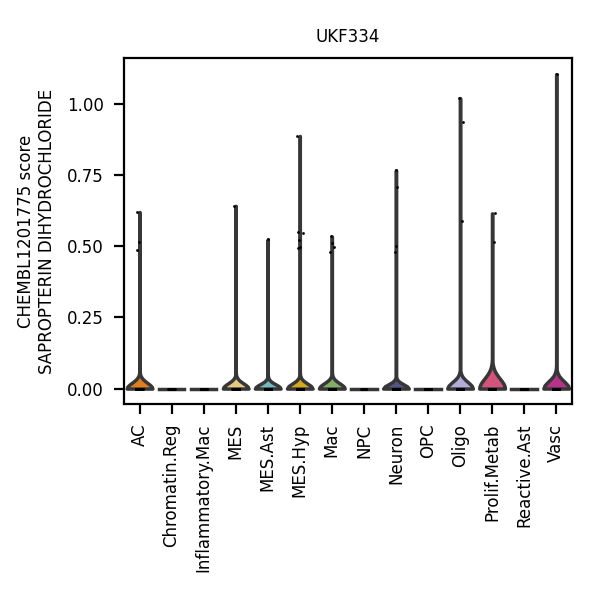 UKF334
CHEMBL1201775 score
SAPROPTERIN DIHYDROCHLORIDE
1.00
0.75
0.50
0.25
0.00
AC
Chromatin.Reg
Inflammatory.Mac
MES
MES.Ast
MES.Hyp
Mac
NPC
Neuron
OPC
Oligo
Prolif.Metab
Reactive.Ast
Vasc